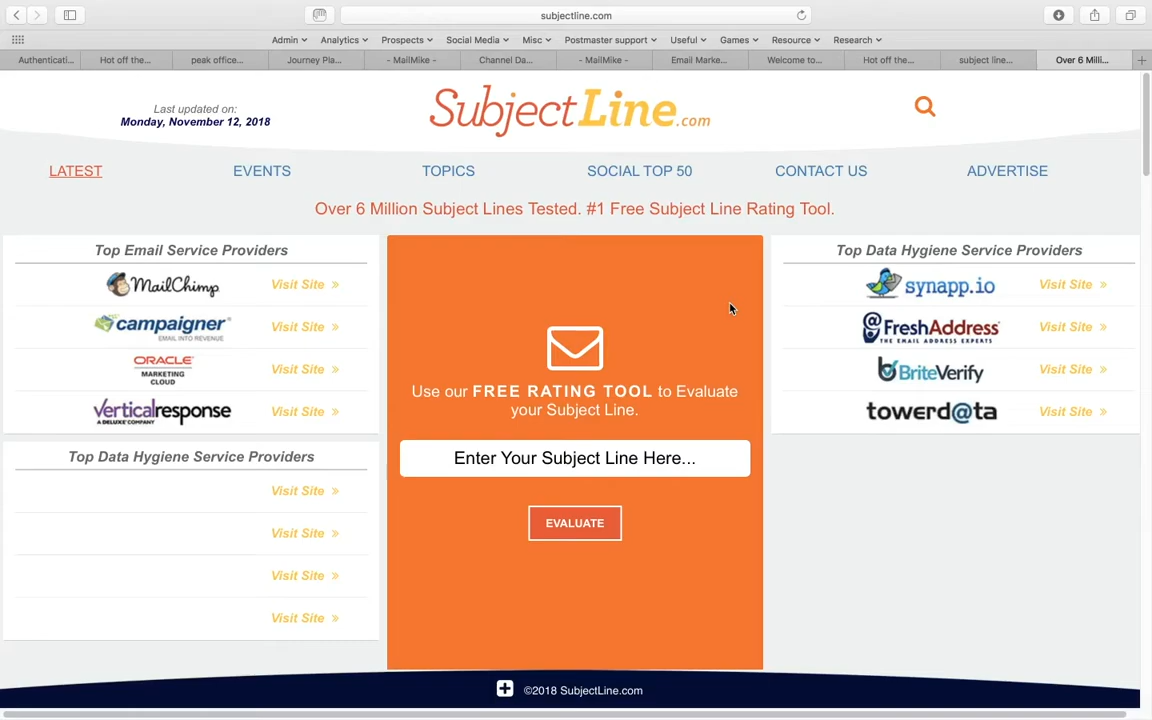 subjectline.com
Admin Analytics Prospects Social Media Misc Postmaster support Useful Games Resource Research
Authenticati... Hot off the... peak office... Journey Pla... - MailMike - Channel Da... - MailMike - Email Marke... Welcome to... Hot off the... subject line... Over 6 Milli...
Last updated on:
Monday, November 12, 2018
SubjectLine.com
LATEST EVENTS TOPICS SOCIAL TOP 50 CONTACT US ADVERTISE
Over 6 Million Subject Lines Tested. #1 Free Subject Line Rating Tool.
Top Email Service Providers
MailChimp Visit Site »
campaigner Visit Site »
EMAIL INTO REVENUE
ORACLE Visit Site »
MARKETING
CLOUD
verticalresponse Visit Site »
A DELUXE COMPANY
Top Data Hygiene Service Providers
Visit Site »
Visit Site »
Visit Site »
Visit Site »
Use our FREE RATING TOOL to Evaluate
your Subject Line.
Enter Your Subject Line Here...
EVALUATE
Top Data Hygiene Service Providers
synapp.io Visit Site »
FreshAddress Visit Site »
THE EMAIL ADDRESS EXPERTS
BriteVerify Visit Site »
towerd@ta Visit Site »
©2018 SubjectLine.com